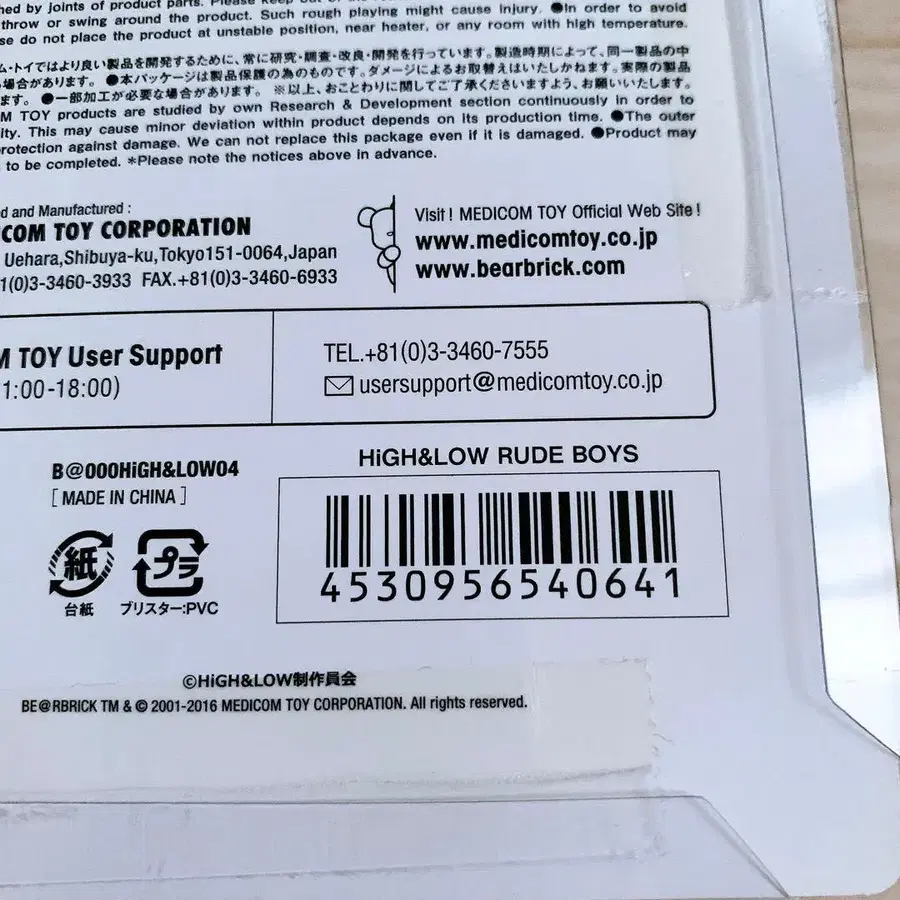 by joints of product parts. Please keep out of
throw or swing around the product. Such rough playing might cause injury. ●In order to avoid
please do not place the product at unstable position, near heater, or any room with high temperature.
ム・トイではより良い製品を開発するために、常に研究・調査・改良・開発を行っています。製造時期によって、同一製品の中
場合があります。 ●本パッケージは製品保護の為のものです。ダメージによるお取替えはいたしかねます。実際の製品
ます。 ●一部加工が必要な場合があります。 ※以上、おことわりに関してご了承くださいますよう、お願いいたします。
M TOY products are studied by own Research & Development section continuously in order to
ity. This may cause minor deviation within product depends on its production time. ●The outer
protection against damage. We can not replace this package even if it is damaged. ●Product may
to be completed. *Please note the notices above in advance.
d and Manufactured :
COM TOY CORPORATION
Uehara,Shibuya-ku,Tokyo151-0064,Japan
1(0)3-3460-3933 FAX.+81(0)3-3460-6933
Visit ! MEDICOM TOY Official Web Site !
www.medicomtoy.co.jp
www.bearbrick.com
M TOY User Support
1:00-18:00)
TEL.+81(0)3-3460-7555
usersupport@medicomtoy.co.jp
B@000HiGH&LOW04
[ MADE IN CHINA ]
紙
台紙
プラ
ブリスター:PVC
HiGH&LOW RUDE BOYS
4530956540641
©HiGH&LOW制作員会
BE@RBRICK TM & © 2001-2016 MEDICOM TOY CORPORATION. All rights reserved.